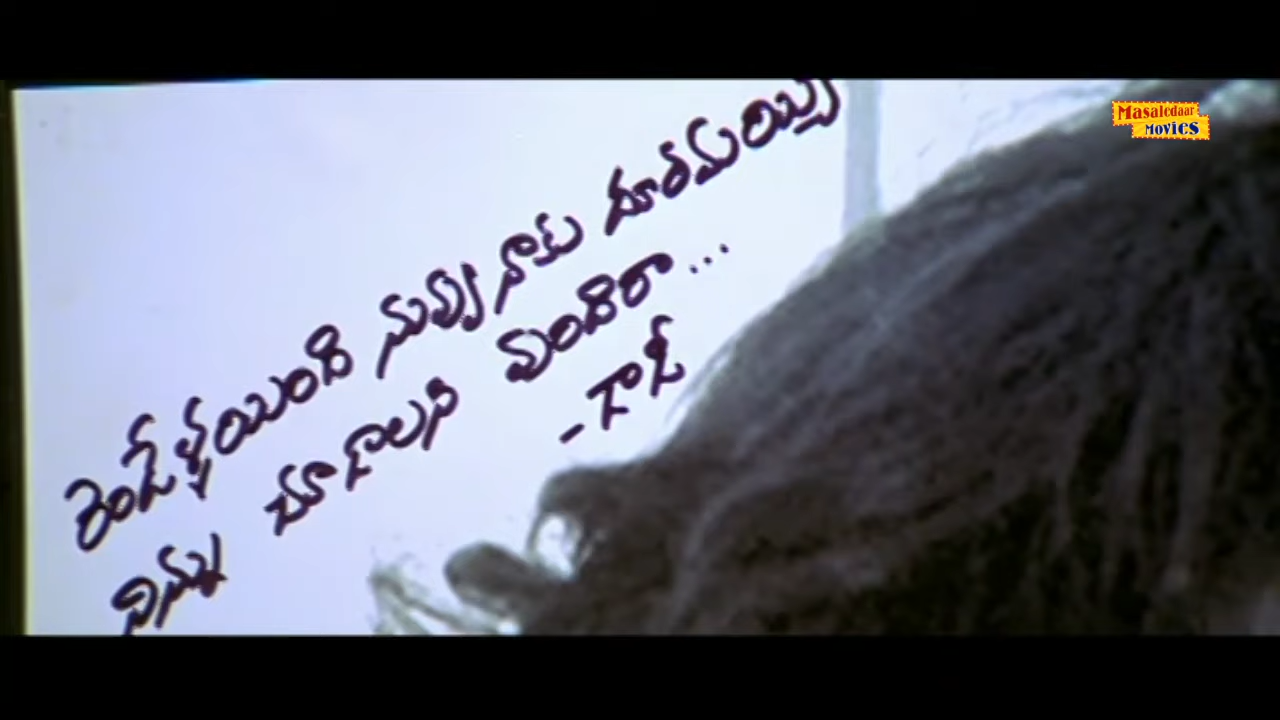 రెండేళ్ళయింది నువ్వు నాకు దూరమయ్యి
నిన్ను చూడాలని వుందిరా...
- డాడీ
Masaledaar
Movies